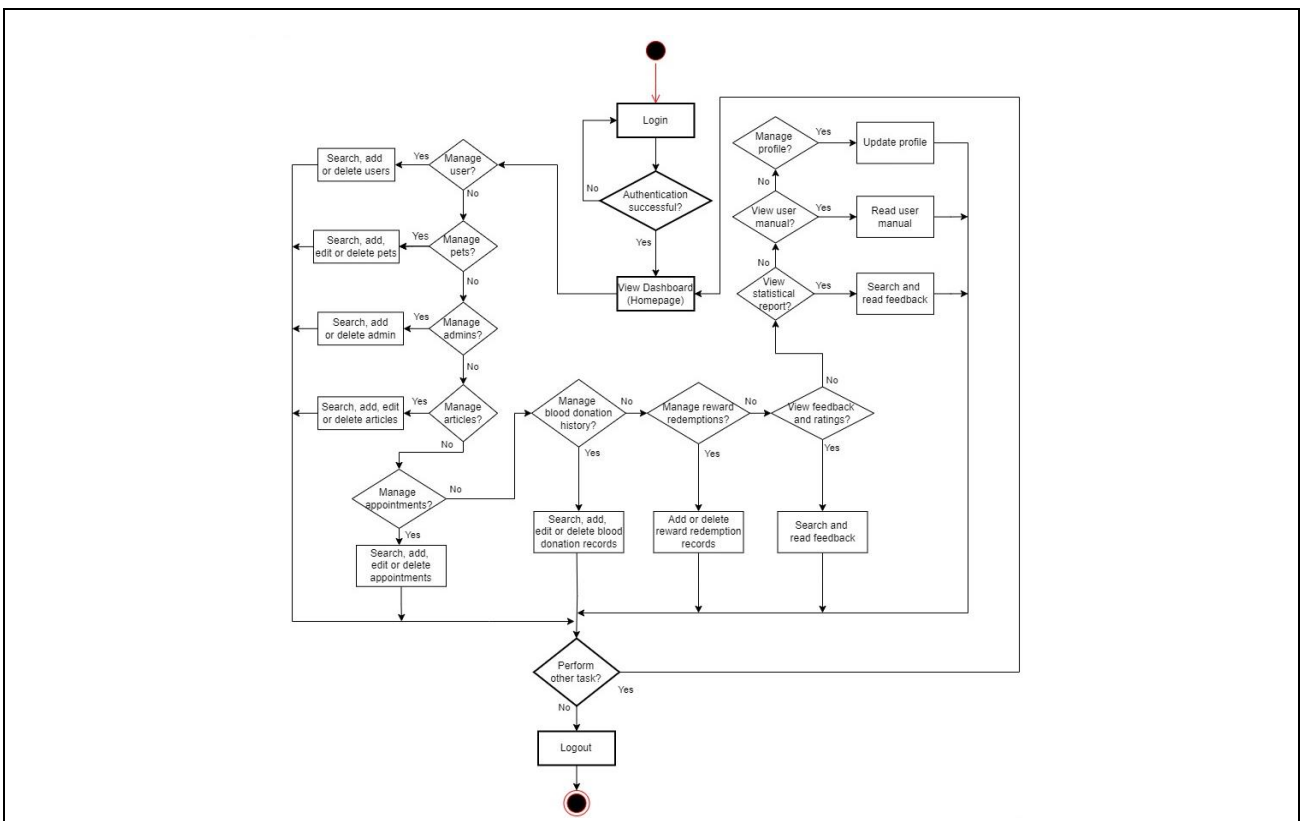 Login
No
Authentication
successful?
Yes
View Dashboard
(Homepage)
Manage
user?
Yes
Search, add
or delete users
No
Manage
pets?
Yes
Search, add,
edit or delete pets
No
Manage
admins?
Yes
Search, add
or delete admin
No
Manage
articles?
Yes
Search, add, edit
or delete articles
No
Manage
appointments?
No
Yes
Search, add,
edit or delete
appointments
Manage
blood donation
history?
No
Yes
Search, add,
edit or delete blood
donation records
Manage reward
redemptions?
No
Yes
Add or delete
reward redemption
records
View feedback
and ratings?
No
Yes
Search and
read feedback
View
statistical
report?
Yes
Search and
read feedback
No
View user
manual?
Yes
Read user
manual
No
Manage
profile?
Yes
Update profile
Perform
other task?
Yes
No
Logout